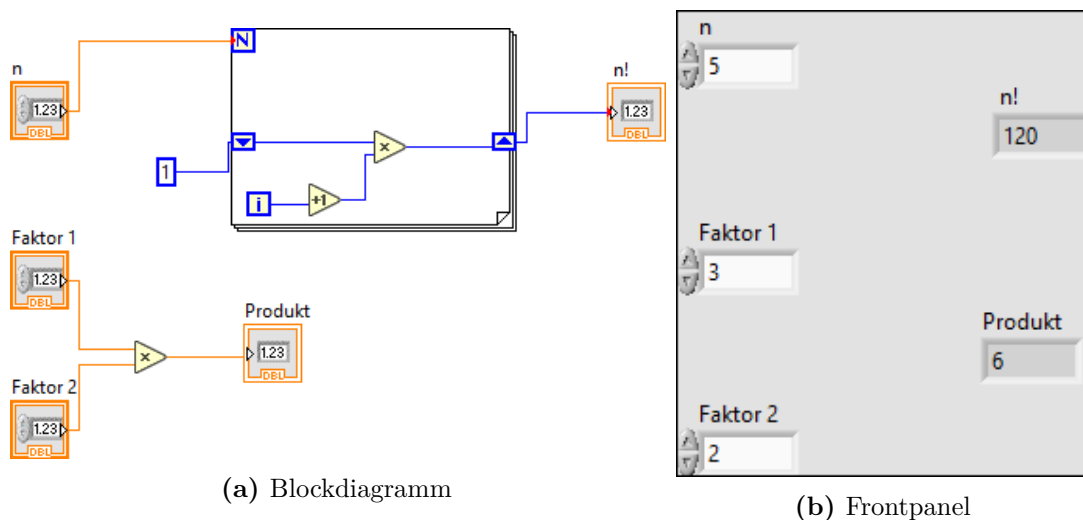 n
1.23
DBL
N
1
i
+1
×
n!
1.23
DBL
Faktor 1
1.23
DBL
Faktor 2
1.23
DBL
×
Produkt
1.23
DBL
(a) Blockdiagramm
n
5
n!
120
Faktor 1
3
Produkt
6
Faktor 2
2
(b) Frontpanel